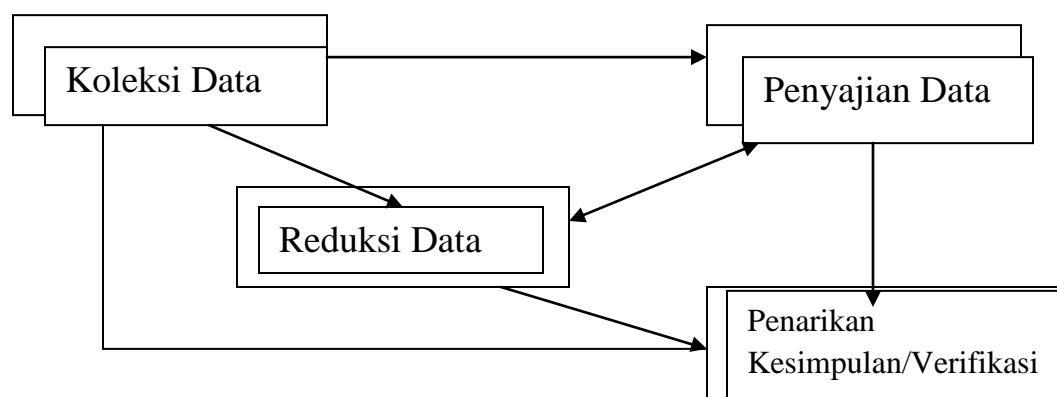 Koleksi Data
Penyajian Data
Reduksi Data
Penarikan
Kesimpulan/Verifikasi